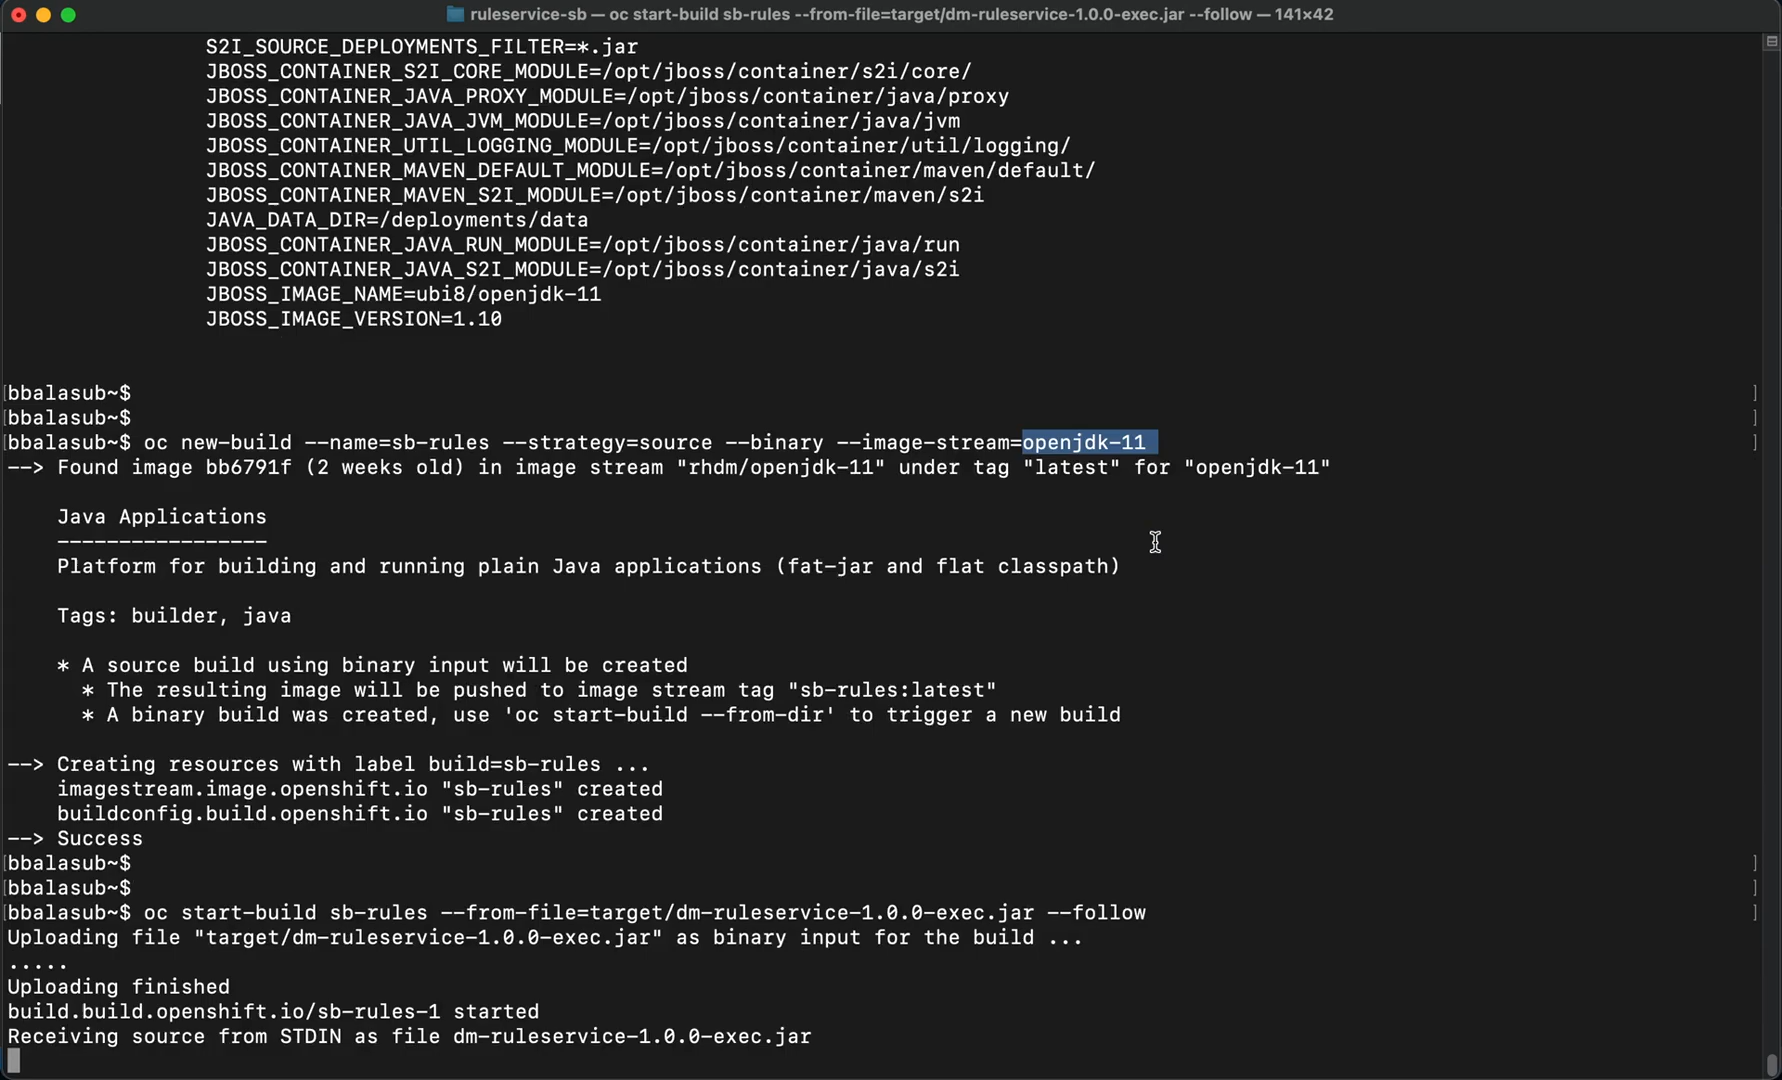 ruleservice-sb — oc start-build sb-rules --from-file=target/dm-ruleservice-1.0.0-exec.jar --follow — 141×42
S2I_SOURCE_DEPLOYMENTS_FILTER=*.jar
JBOSS_CONTAINER_S2I_CORE_MODULE=/opt/jboss/container/s2i/core/
JBOSS_CONTAINER_JAVA_PROXY_MODULE=/opt/jboss/container/java/proxy
JBOSS_CONTAINER_JAVA_JVM_MODULE=/opt/jboss/container/java/jvm
JBOSS_CONTAINER_UTIL_LOGGING_MODULE=/opt/jboss/container/util/logging/
JBOSS_CONTAINER_MAVEN_DEFAULT_MODULE=/opt/jboss/container/maven/default/
JBOSS_CONTAINER_MAVEN_S2I_MODULE=/opt/jboss/container/maven/s2i
JAVA_DATA_DIR=/deployments/data
JBOSS_CONTAINER_JAVA_RUN_MODULE=/opt/jboss/container/java/run
JBOSS_CONTAINER_JAVA_S2I_MODULE=/opt/jboss/container/java/s2i
JBOSS_IMAGE_NAME=ubi8/openjdk-11
JBOSS_IMAGE_VERSION=1.10
[bbalasub~$ ]
[bbalasub~$ ]
[bbalasub~$ oc new-build --name=sb-rules --strategy=source --binary --image-stream=openjdk-11 ]
--> Found image bb6791f (2 weeks old) in image stream "rhdm/openjdk-11" under tag "latest" for "openjdk-11"
Java Applications
-----------------
Platform for building and running plain Java applications (fat-jar and flat classpath)
Tags: builder, java
* A source build using binary input will be created
* The resulting image will be pushed to image stream tag "sb-rules:latest"
* A binary build was created, use 'oc start-build --from-dir' to trigger a new build
--> Creating resources with label build=sb-rules ...
imagestream.image.openshift.io "sb-rules" created
buildconfig.build.openshift.io "sb-rules" created
--> Success
[bbalasub~$ ]
[bbalasub~$ ]
[bbalasub~$ oc start-build sb-rules --from-file=target/dm-ruleservice-1.0.0-exec.jar --follow ]
Uploading file "target/dm-ruleservice-1.0.0-exec.jar" as binary input for the build ...
.....
Uploading finished
build.build.openshift.io/sb-rules-1 started
Receiving source from STDIN as file dm-ruleservice-1.0.0-exec.jar